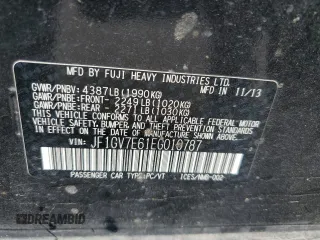 MFD BY FUJI HEAVY INDUSTRIES LTD.
GVWR/PNBV: 4387LB(1990KG) MFD IN 11/13
GAWR/PNBE:FRONT- 2249LB(1020KG)
GAWR/PNBE:REAR - 2271LB(1030KG)
THIS VEHICLE CONFORMS TO ALL APPLICABLE
FEDERAL MOTOR VEHICLE SAFETY, BUMPER,
AND THEFT PREVENTION STANDARDS IN EFFECT
ON THE DATE OF MANUFACTURE SHOWN ABOVE.
VIN: JF1GV7E61EG010787
PASSENGER CAR TYPE:PC/VT ICES/NMB-002
DREAMBID